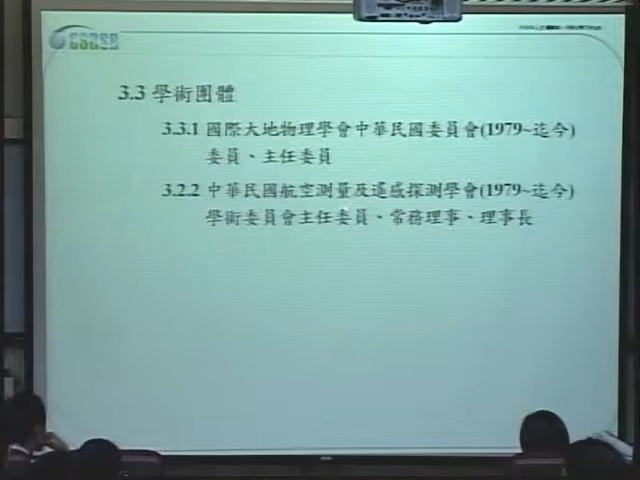 CSRSR
3.3 學術團體
3.3.1 國際大地物理學會中華民國委員會(1979~迄今)
委員、主任委員
3.2.2 中華民國航空測量及遙感探測學會(1979~迄今)
學術委員會主任委員、常務理事、理事長